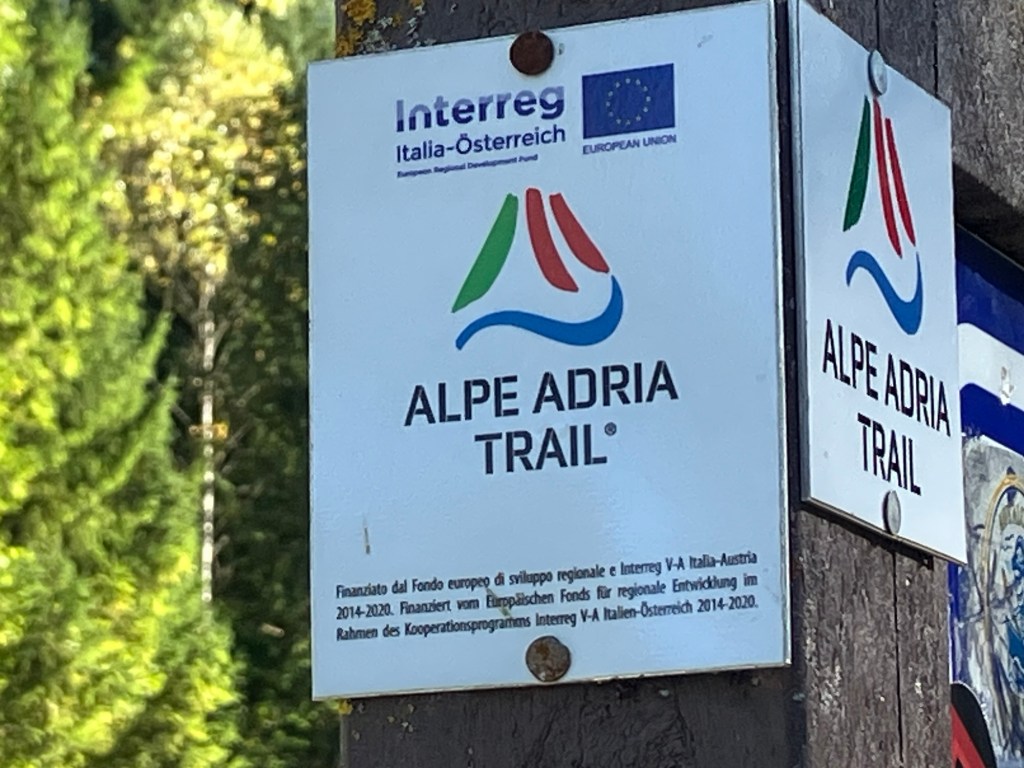 Interreg
Italia-Österreich
European Regional Development Fund
EUROPEAN UNION
ALPE ADRIA
TRAIL®
Finanziato dal Fondo europeo di sviluppo regionale e Interreg V-A Italia-Austria
2014-2020. Finanziert vom Europäischen Fonds für regionale Entwicklung im
Rahmen des Kooperationsprogramms Interreg V-A Italien-Österreich 2014-2020.
ALPE ADRIA
TRAIL